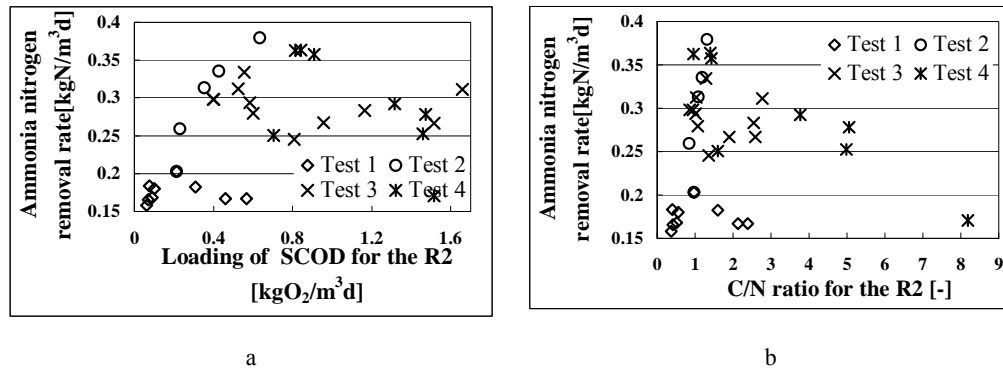 Ammonia nitrogen
removal rate[kgN/m³d]
0.4
0.35
0.3
0.25
0.2
0.15
Test 1 Test 2
Test 3 Test 4
0 0.4 0.8 1.2 1.6
Loading of SCOD for the R2
[kgO₂/m³d]
a
Ammonia nitrogen
removal rate[kgN/m³d]
0.4
0.35
0.3
0.25
0.2
0.15
Test 1 Test 2
Test 3 Test 4
0 1 2 3 4 5 6 7 8 9
C/N ratio for the R2 [-]
b